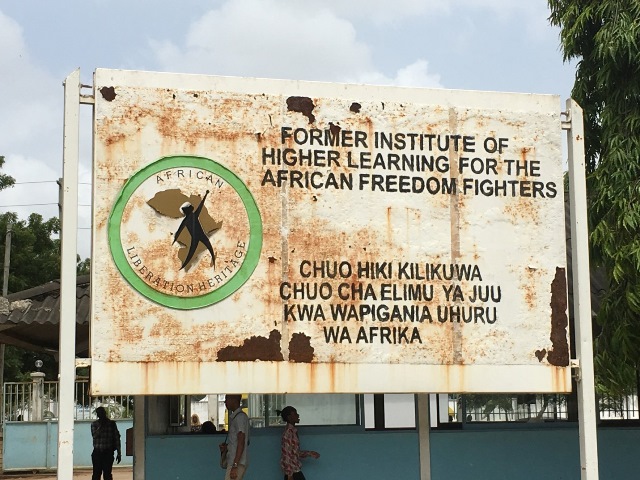 AFRICAN
LIBERATION HERITAGE
FORMER INSTITUTE OF
HIGHER LEARNING FOR THE
AFRICAN FREEDOM FIGHTERS
CHUO HIKI KILIKUWA
CHUO CHA ELIMU YA JUU
KWA WAPIGANIA UHURU
WA AFRIKA